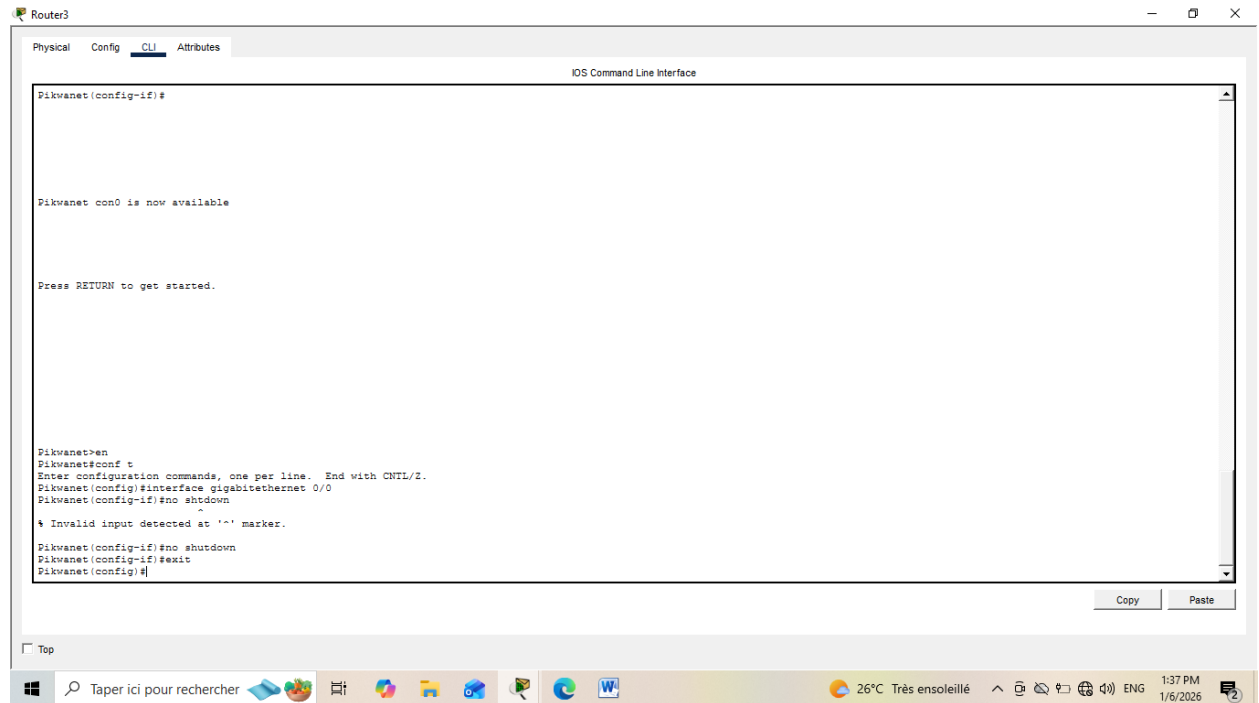 Router3
Physical Config CLI Attributes
IOS Command Line Interface
Pikwanet(config-if)#
Pikwanet con0 is now available
Press RETURN to get started.
Pikwanet>en
Pikwanet#conf t
Enter configuration commands, one per line.  End with CNTL/Z.
Pikwanet(config)#interface gigabitethernet 0/0
Pikwanet(config-if)#no shtdown
^
% Invalid input detected at '^' marker.
Pikwanet(config-if)#no shutdown
Pikwanet(config-if)#exit
Pikwanet(config)#
Copy Paste
Top
Taper ici pour rechercher
26°C Très ensoleillé
ENG
1:37 PM
1/6/2026
2